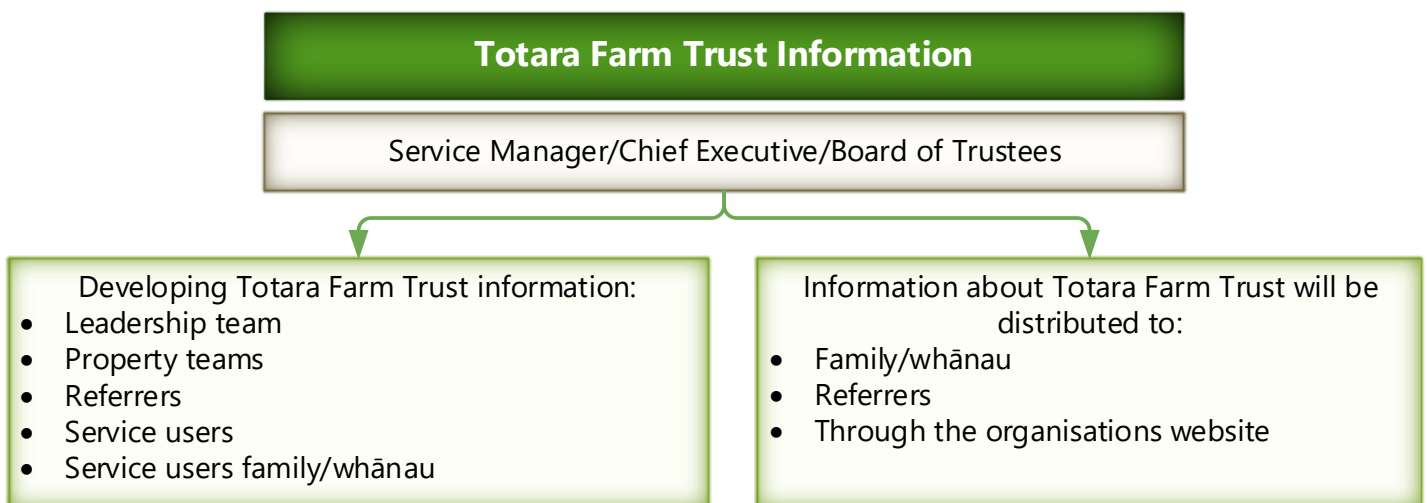 Totara Farm Trust Information
Service Manager/Chief Executive/Board of Trustees
Developing Totara Farm Trust information:
• Leadership team
• Property teams
• Referrers
• Service users
• Service users family/whānau
Information about Totara Farm Trust will be
distributed to:
• Family/whānau
• Referrers
• Through the organisations website